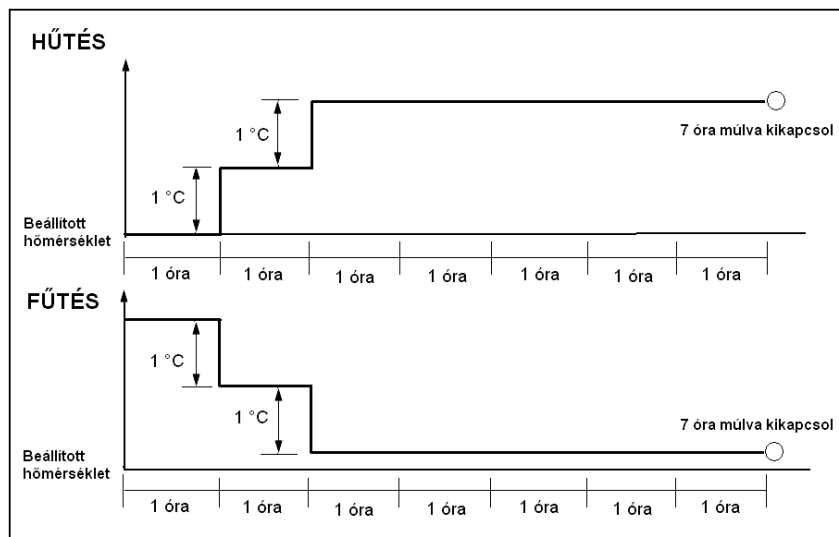 HŰTÉS
1 °C
7 óra múlva kikapcsol
1 °C
Beállított
hőmérséklet
1 óra 1 óra 1 óra 1 óra 1 óra 1 óra 1 óra
FŰTÉS
1 °C
1 °C
7 óra múlva kikapcsol
Beállított
hőmérséklet
1 óra 1 óra 1 óra 1 óra 1 óra 1 óra 1 óra